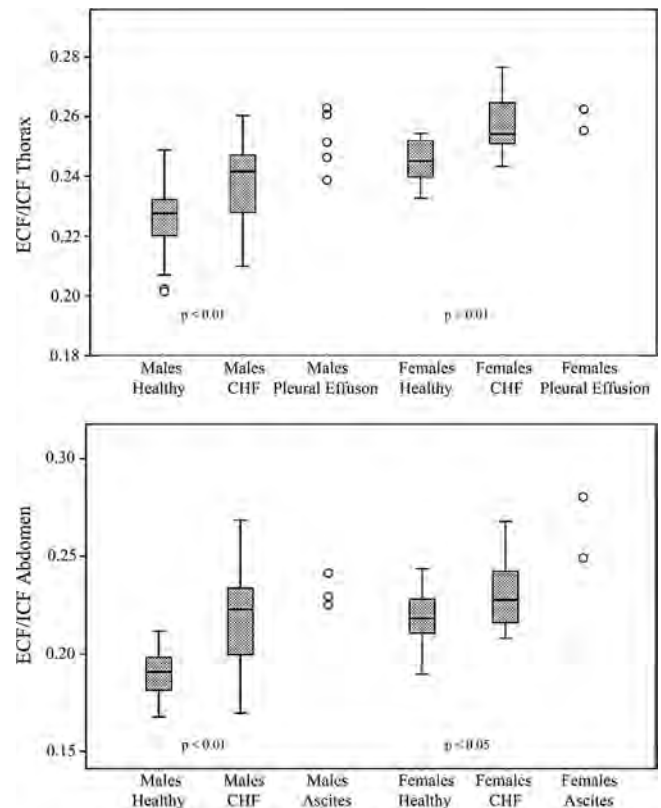 ECF/ICF Thorax
0.28
0.26
0.24
0.22
0.20
0.18
p < 0.01
p = 0.01
Males Males Males Females Females Females
Healthy CHF Pleural Effuson Healthy CHF Pleural Effusion
ECF/ICF Abdomen
0.30
0.25
0.20
0.15
p < 0.01
p < 0.05
Males Males Males Females Females Females
Healthy CHF Ascites Healthy CHF Ascites